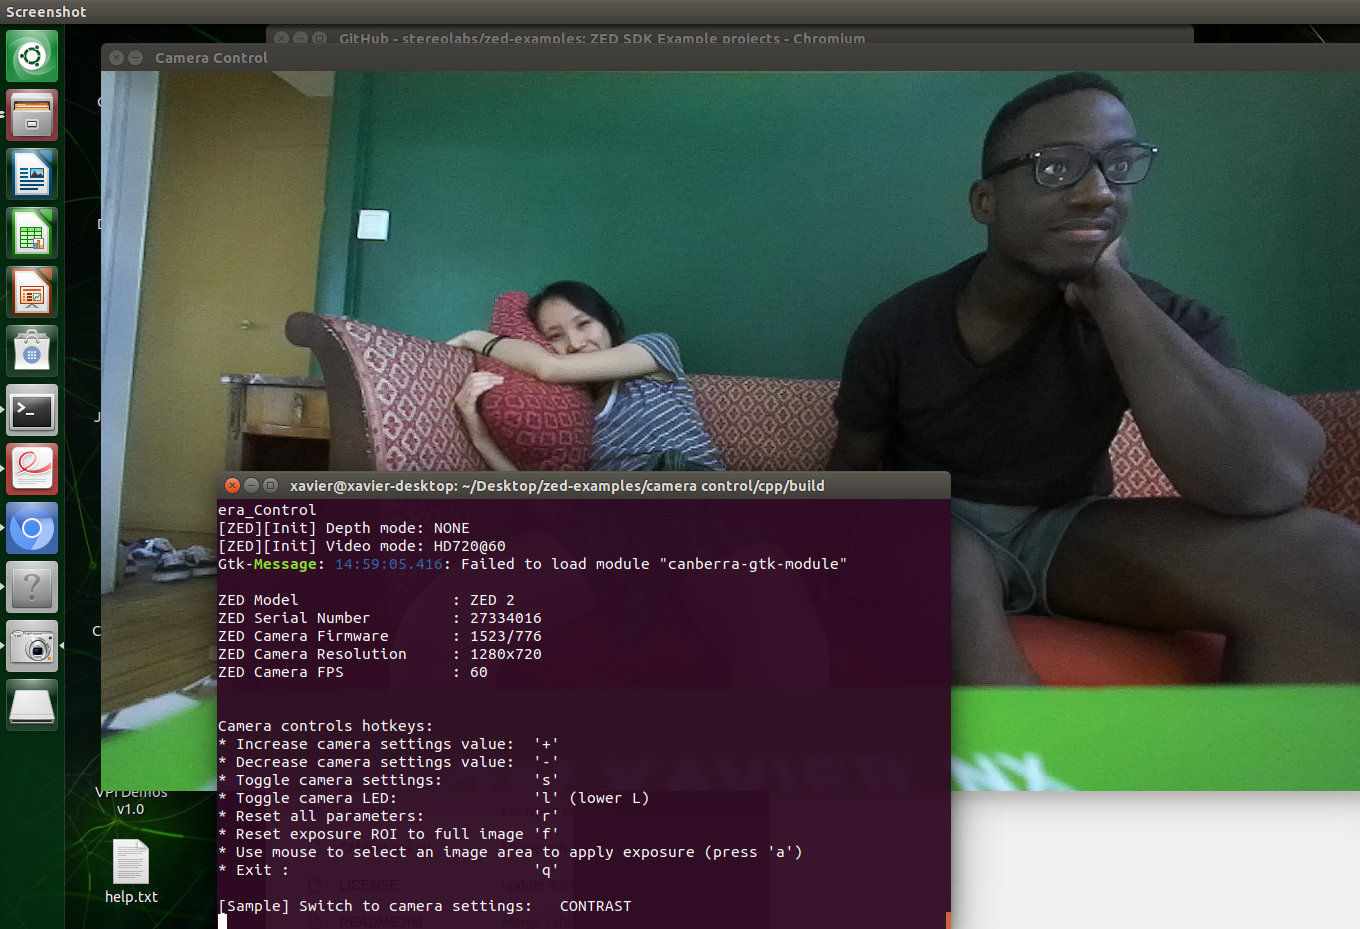 Screenshot
GitHub - stereolabs/zed-examples: ZED SDK Example projects - Chromium
Camera Control
xavier@xavier-desktop: ~/Desktop/zed-examples/camera control/cpp/build
era_Control
[ZED][Init] Depth mode: NONE
[ZED][Init] Video mode: HD720@60
Gtk-Message: 14:59:05.416: Failed to load module "canberra-gtk-module"
ZED Model : ZED 2
ZED Serial Number : 27334016
ZED Camera Firmware : 1523/776
ZED Camera Resolution : 1280x720
ZED Camera FPS : 60
Camera controls hotkeys:
* Increase camera settings value: '+'
* Decrease camera settings value: '-'
* Toggle camera settings: 's'
* Toggle camera LED: 'l' (lower L)
* Reset all parameters: 'r'
* Reset exposure ROI to full image 'f'
* Use mouse to select an image area to apply exposure (press 'a')
* Exit : 'q'
[Sample] Switch to camera settings: CONTRAST
VPI Demos
v1.0
help.txt
LICENSE
README.md